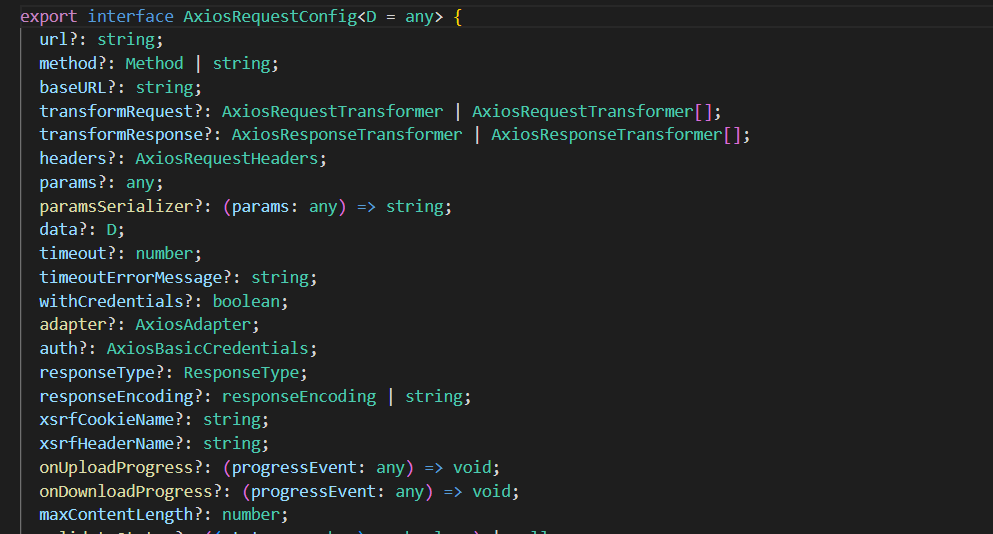 export interface AxiosRequestConfig<D = any> {
url?: string;
method?: Method | string;
baseURL?: string;
transformRequest?: AxiosRequestTransformer | AxiosRequestTransformer[];
transformResponse?: AxiosResponseTransformer | AxiosResponseTransformer[];
headers?: AxiosRequestHeaders;
params?: any;
paramsSerializer?: (params: any) => string;
data?: D;
timeout?: number;
timeoutErrorMessage?: string;
withCredentials?: boolean;
adapter?: AxiosAdapter;
auth?: AxiosBasicCredentials;
responseType?: ResponseType;
responseEncoding?: responseEncoding | string;
xsrfCookieName?: string;
xsrfHeaderName?: string;
onUploadProgress?: (progressEvent: any) => void;
onDownloadProgress?: (progressEvent: any) => void;
maxContentLength?: number;